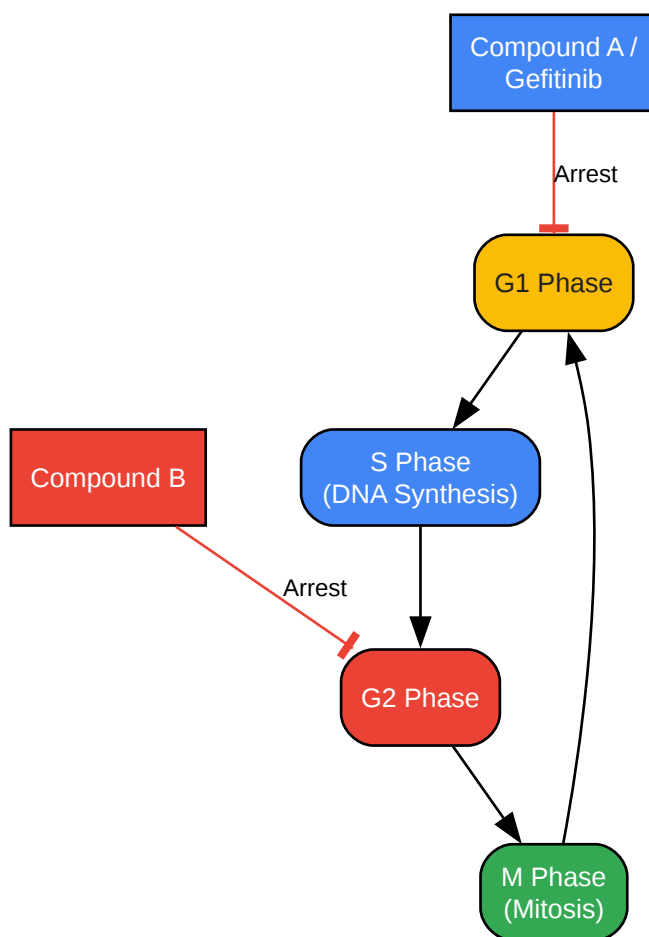 Compound A /
Gefitinib
Arrest
G1 Phase
S Phase
(DNA Synthesis)
Compound B
Arrest
G2 Phase
M Phase
(Mitosis)